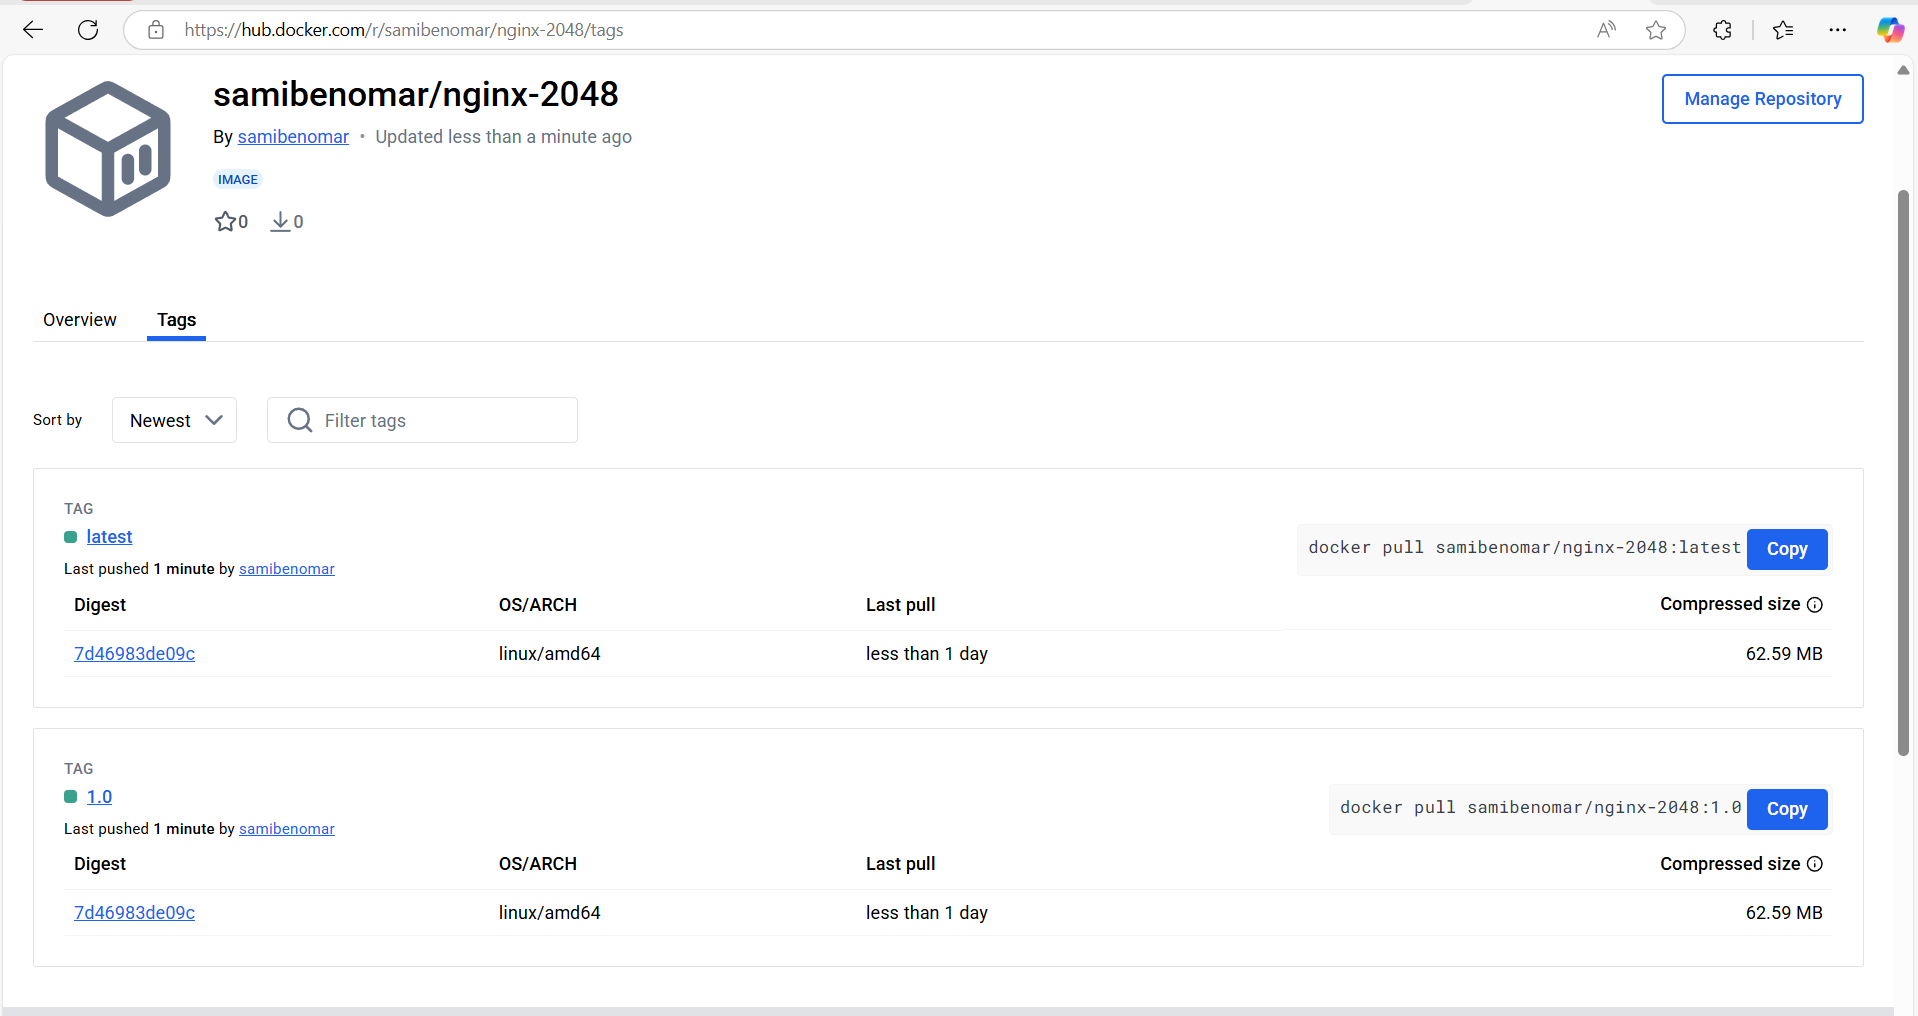 https://hub.docker.com/r/samibenomar/nginx-2048/tags
samibenomar/nginx-2048
Manage Repository
By samibenomar • Updated less than a minute ago
IMAGE
0 0
Overview Tags
Sort by Newest Filter tags
TAG
latest
docker pull samibenomar/nginx-2048:latest Copy
Last pushed 1 minute by samibenomar
Digest OS/ARCH Last pull Compressed size
7d46983de09c linux/amd64 less than 1 day 62.59 MB
TAG
1.0
docker pull samibenomar/nginx-2048:1.0 Copy
Last pushed 1 minute by samibenomar
Digest OS/ARCH Last pull Compressed size
7d46983de09c linux/amd64 less than 1 day 62.59 MB